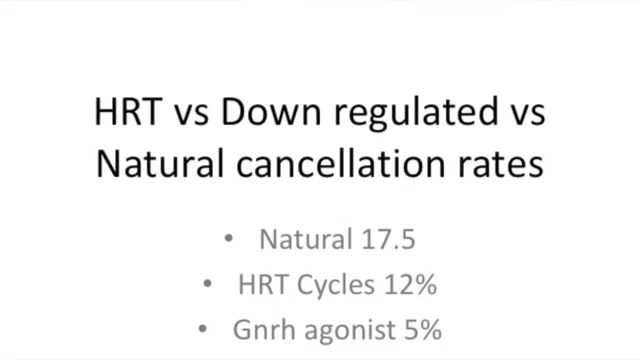 HRT vs Down regulated vs
Natural cancellation rates
• Natural 17.5
• HRT Cycles 12%
• Gnrh agonist 5%